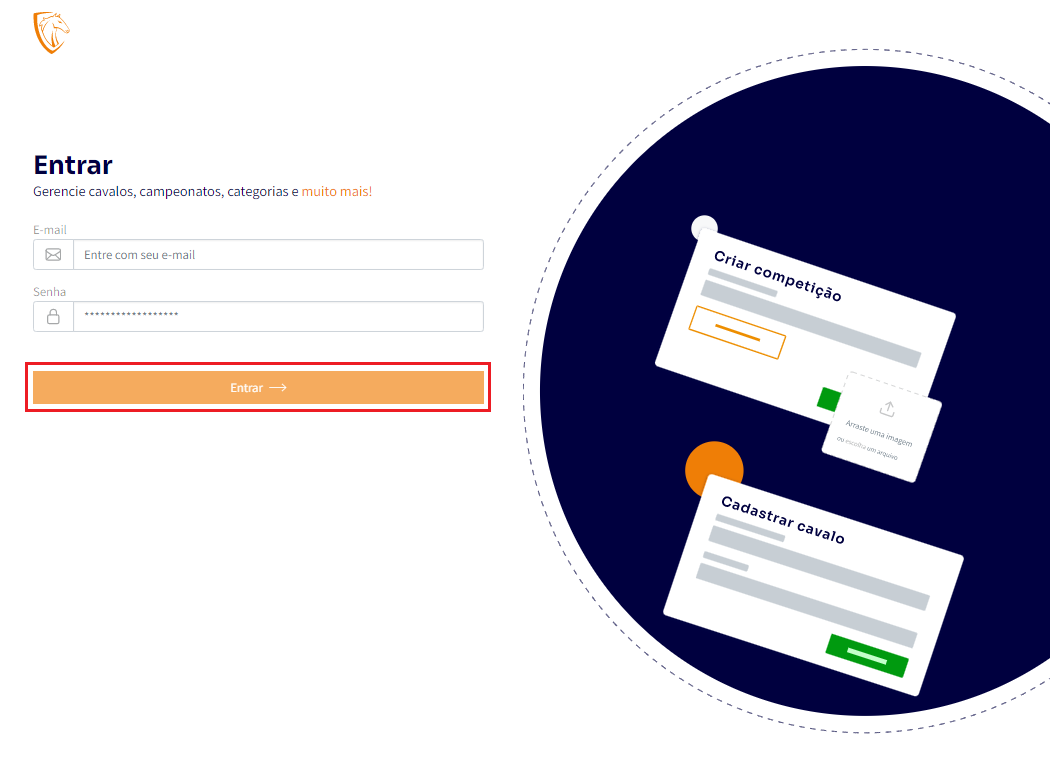 Entrar
Gerencie cavalos, campeonatos, categorias e muito mais!
E-mail
Entre com seu e-mail
Senha
******************
Entrar
Criar competição
Arraste uma imagem
ou escolha um arquivo
Cadastrar cavalo